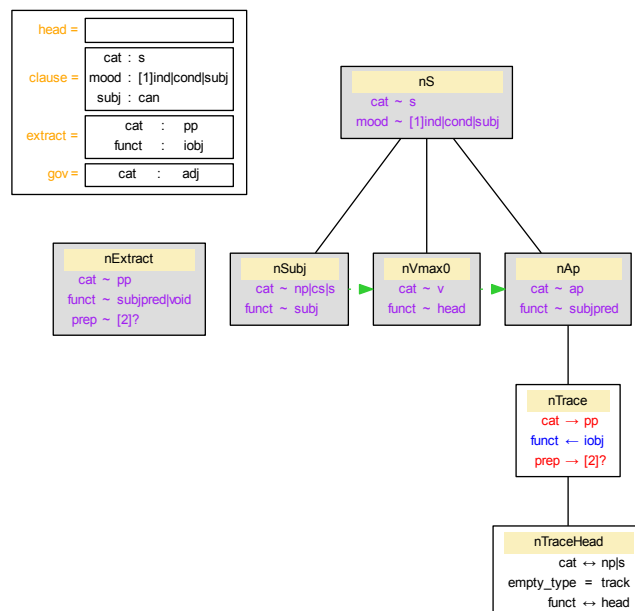 head =
clause =
cat : s
mood : [1]ind|cond|subj
subj : can
extract =
cat : pp
funct : iobj
gov =
cat : adj
nS
cat ~ s
mood ~ [1]ind|cond|subj
nExtract
cat ~ pp
funct ~ subjpred|void
prep ~ [2]?
nSubj
cat ~ np|cs|s
funct ~ subj
nVmax0
cat ~ v
funct ~ head
nAp
cat ~ ap
funct ~ subjpred
nTrace
cat → pp
funct ← iobj
prep → [2]?
nTraceHead
cat ↔ np|s
empty_type = track
funct ↔ head